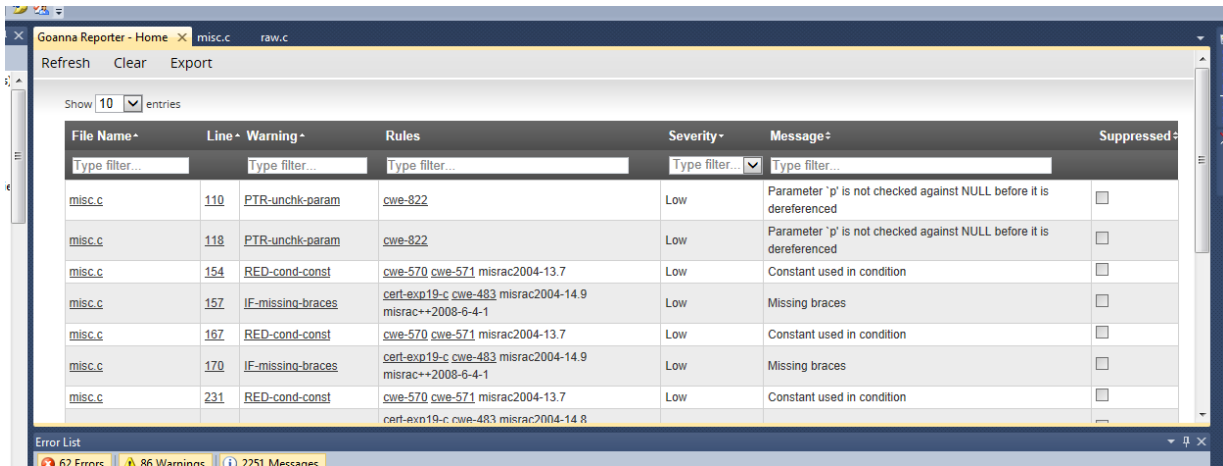 Goanna Reporter - Home misc.c raw.c
Refresh Clear Export
Show 10 entries
File Name Line Warning Rules Severity Message Suppressed
Type filter... Type filter... Type filter... Type filter... Type filter...
misc.c 110 PTR-unchk-param cwe-822 Low Parameter `p' is not checked against NULL before it is
dereferenced
misc.c 118 PTR-unchk-param cwe-822 Low Parameter `p' is not checked against NULL before it is
dereferenced
misc.c 154 RED-cond-const cwe-570 cwe-571 misrac2004-13.7 Low Constant used in condition
misc.c 157 IF-missing-braces cert-exp19-c cwe-483 misrac2004-14.9
misrac++2008-6-4-1 Low Missing braces
misc.c 167 RED-cond-const cwe-570 cwe-571 misrac2004-13.7 Low Constant used in condition
misc.c 170 IF-missing-braces cert-exp19-c cwe-483 misrac2004-14.9
misrac++2008-6-4-1 Low Missing braces
misc.c 231 RED-cond-const cwe-570 cwe-571 misrac2004-13.7 Low Constant used in condition
cert-exp19-c cwe-483 misrac2004-14.8
Error List
62 Errors 86 Warnings 2251 Messages